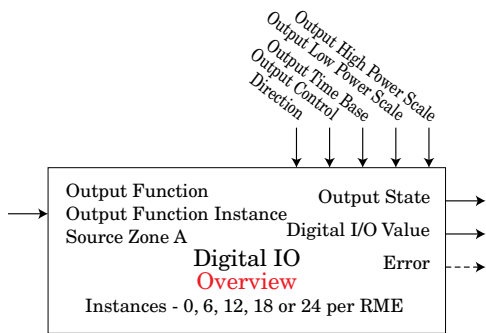 Output High Power Scale
Output Low Power Scale
Output Time Base
Output Control
Direction
Output Function
Output Function Instance
Source Zone A
Output State
Digital I/O Value
Error
Digital IO
Overview
Instances - 0, 6, 12, 18 or 24 per RME